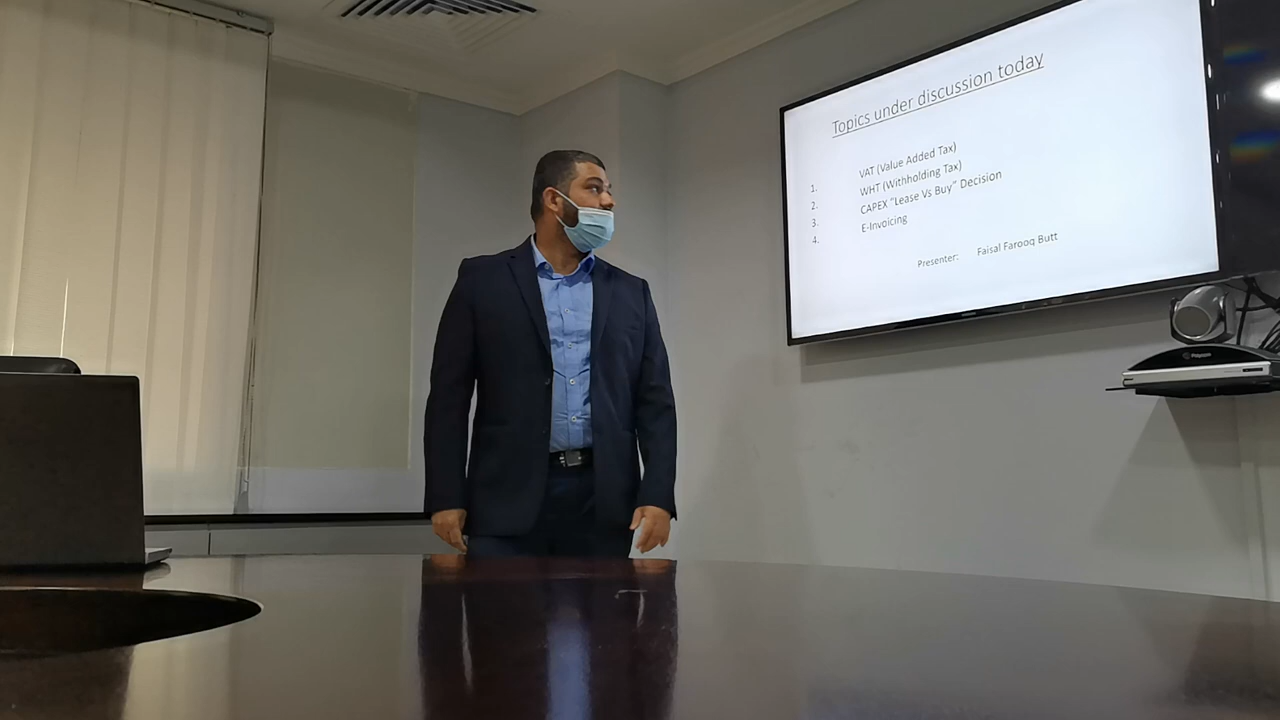 Topics under discussion today
1. VAT (Value Added Tax)
2. WHT (Withholding Tax)
3. CAPEX “Lease Vs Buy” Decision
4. E-Invoicing
Presenter: Faisal Farooq Butt
Polycom